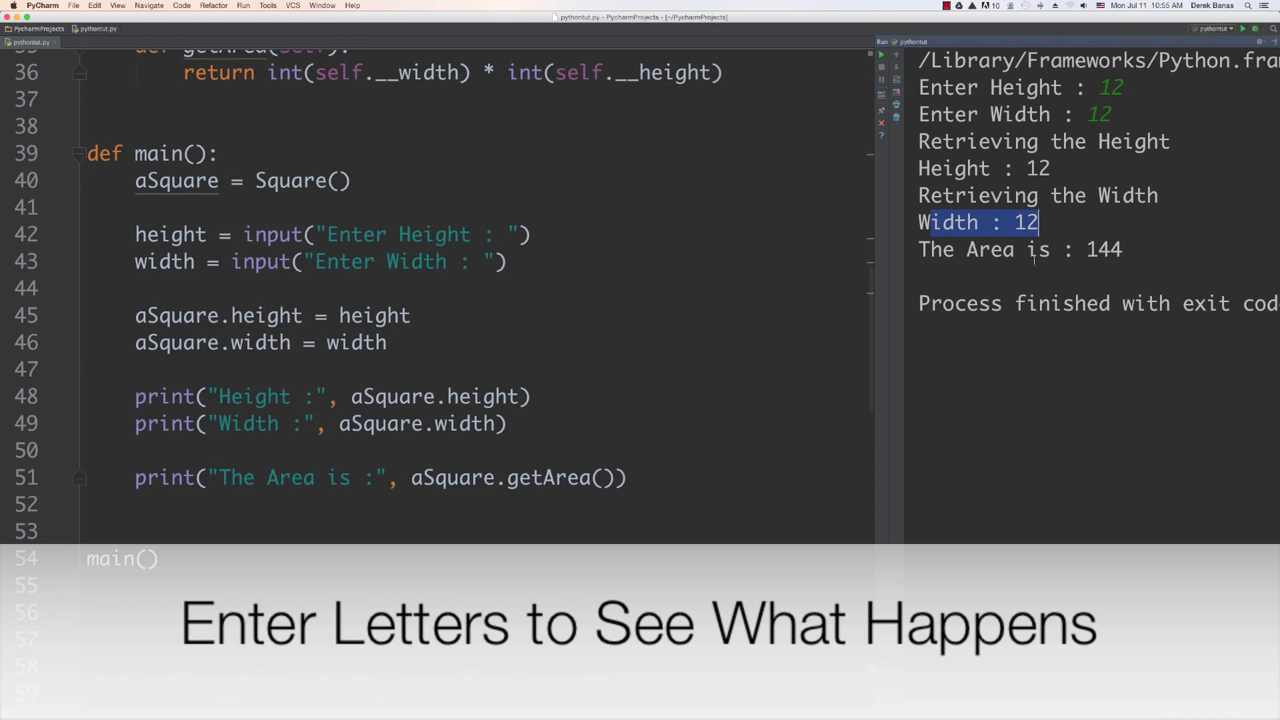 PyCharm File Edit View Navigate Code Refactor Run Tools VCS Window Help
10 Mon Jul 11 10:55 AM Derek Banas
pythontut.py - PyCharmProjects - [~/PycharmProjects]
PycharmProjects pythontut.py
pythontut
pythontut.py
Run pythontut
def getArea(self):
36 return int(self.__width) * int(self.__height)
37
38
39 def main():
40 aSquare = Square()
41
42 height = input("Enter Height : ")
43 width = input("Enter Width : ")
44
45 aSquare.height = height
46 aSquare.width = width
47
48 print("Height :", aSquare.height)
49 print("Width :", aSquare.width)
50
51 print("The Area is :", aSquare.getArea())
52
53
54 main()
55
56
57
58
59
/Library/Frameworks/Python.fra
Enter Height : 12
Enter Width : 12
Retrieving the Height
Height : 12
Retrieving the Width
Width : 12
The Area is : 144
Process finished with exit cod
Enter Letters to See What Happens